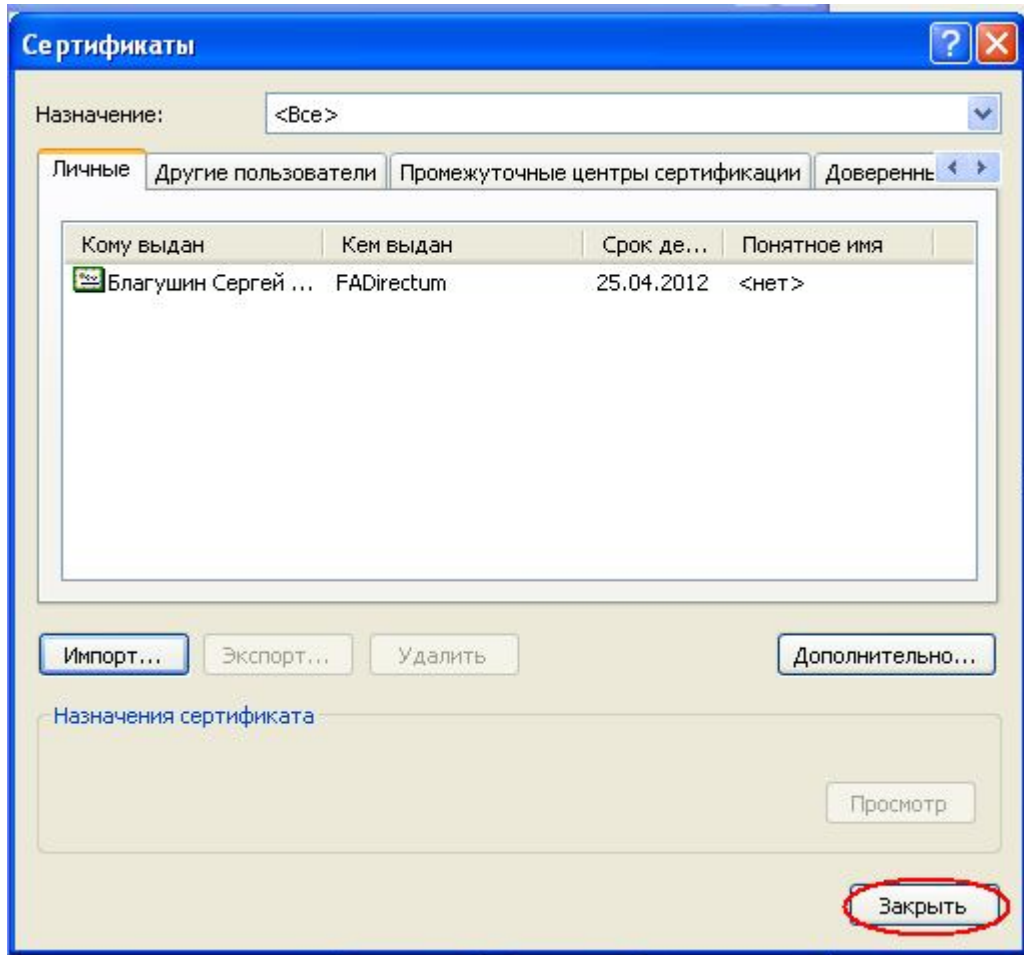 Сертификаты
Назначение: <Все>
Личные Другие пользователи Промежуточные центры сертификации Доверенны
Кому выдан Кем выдан Срок де... Понятное имя
Благушин Сергей ... FADirectum 25.04.2012 <нет>
Импорт... Экспорт... Удалить Дополнительно...
Назначения сертификата
Просмотр
Закрыть